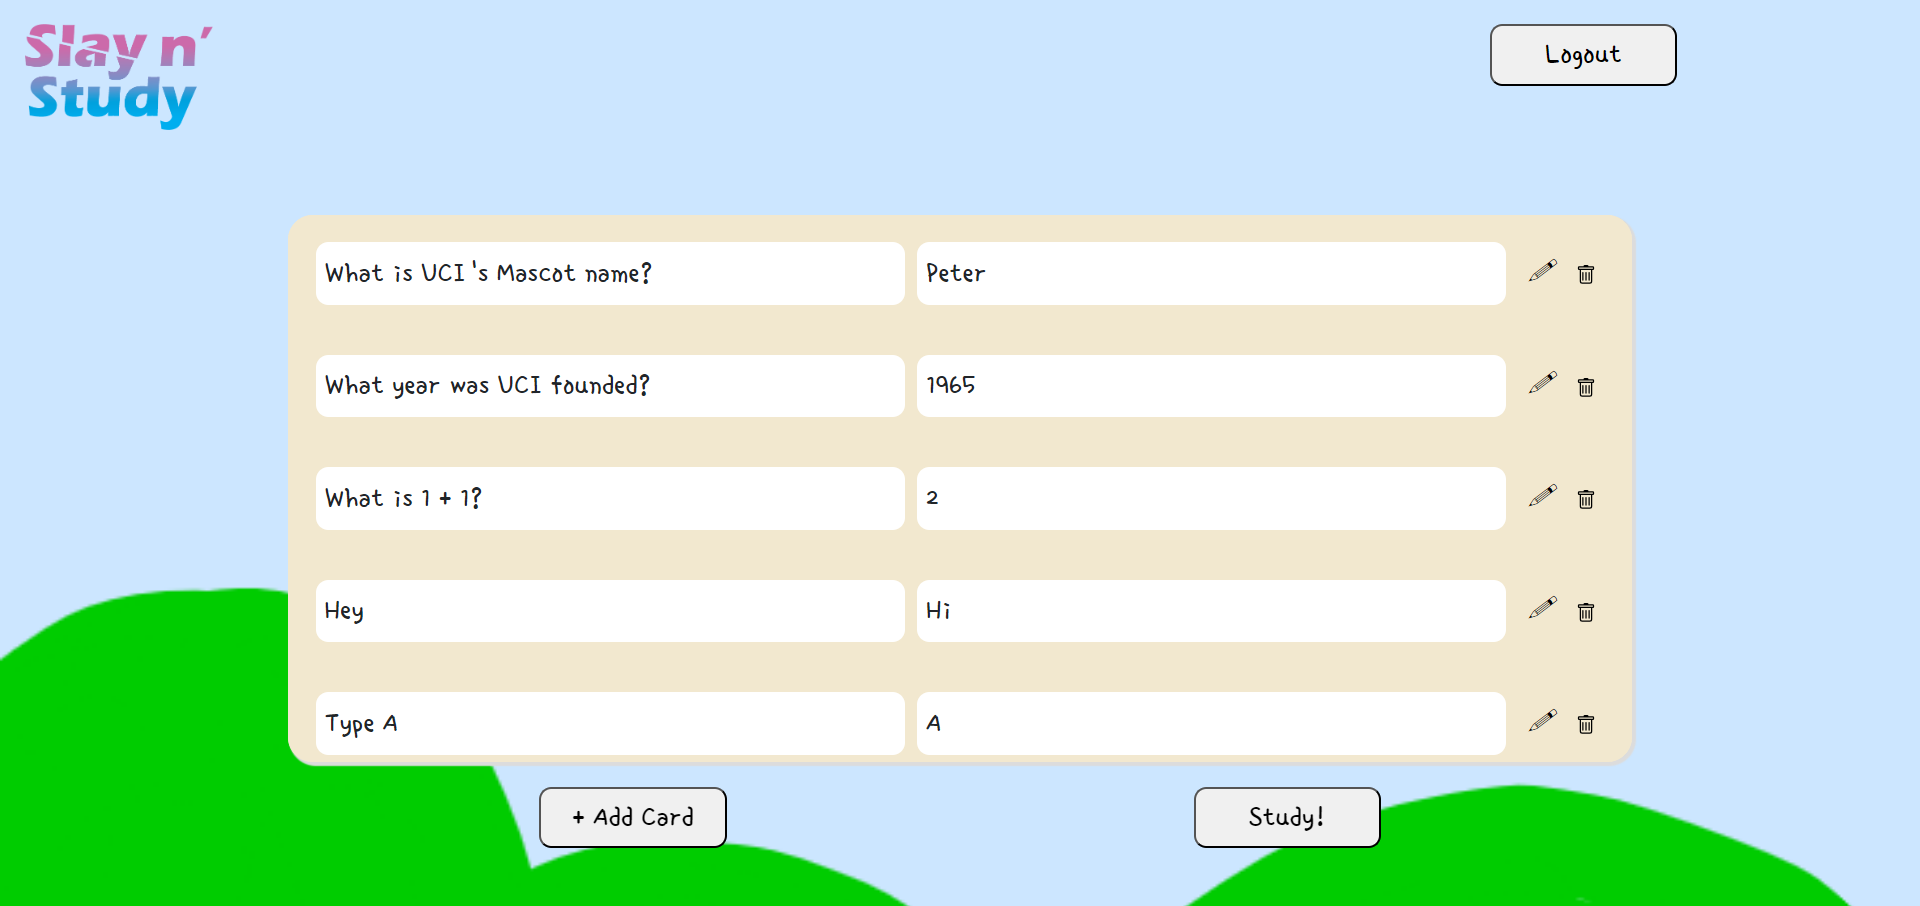 Slay n'
Study
Logout
What is UCI 's Mascot name?
Peter
What year was UCI founded?
1965
What is 1 + 1?
2
Hey
Hi
Type A
A
+ Add Card
Study!